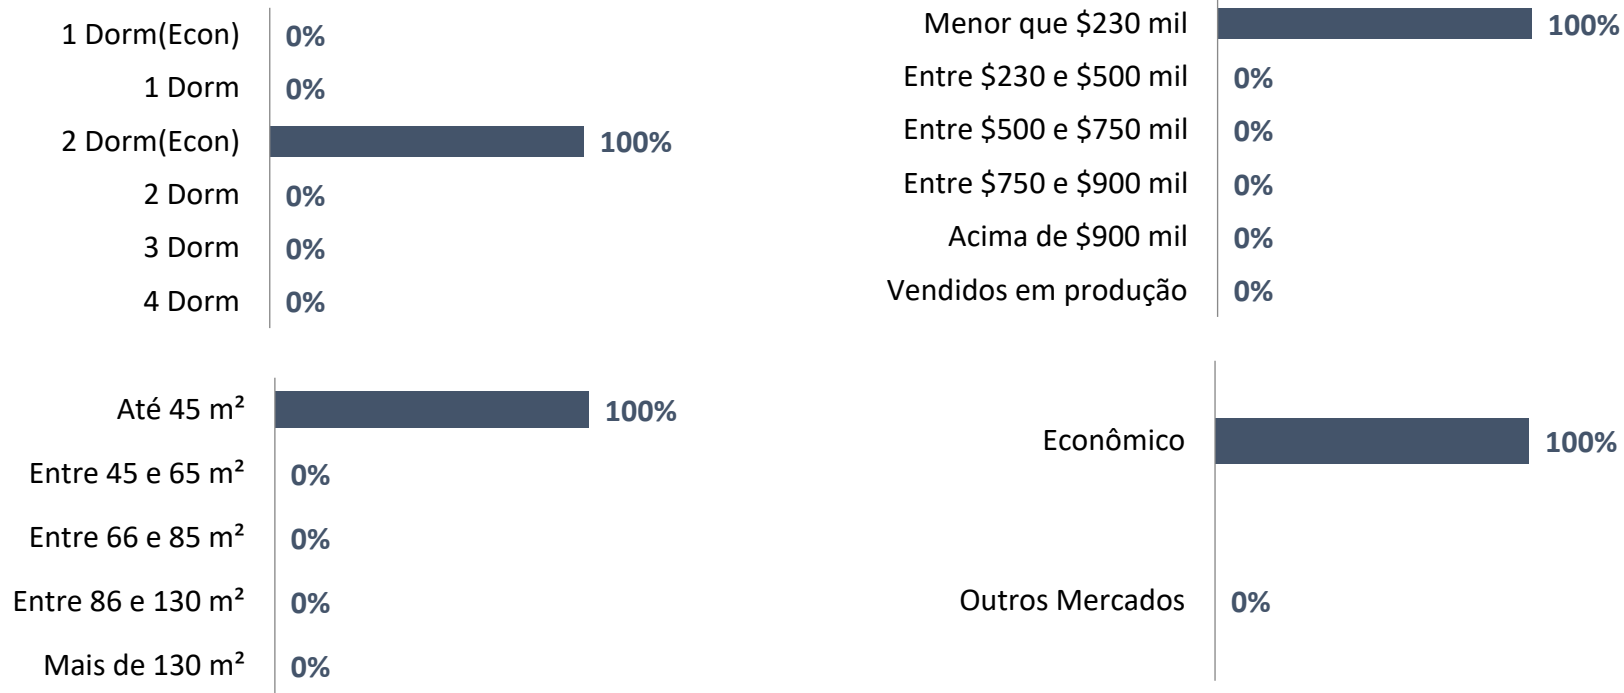 1 Dorm(Econ) 0%
1 Dorm 0%
2 Dorm(Econ) 100%
2 Dorm 0%
3 Dorm 0%
4 Dorm 0%
Menor que $230 mil 100%
Entre $230 e $500 mil 0%
Entre $500 e $750 mil 0%
Entre $750 e $900 mil 0%
Acima de $900 mil 0%
Vendidos em produção 0%
Até 45 m² 100%
Entre 45 e 65 m² 0%
Entre 66 e 85 m² 0%
Entre 86 e 130 m² 0%
Mais de 130 m² 0%
Econômico 100%
Outros Mercados 0%